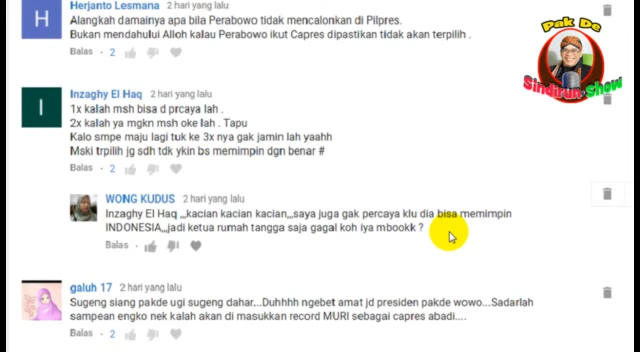 Herjanto Lesmana 2 hari yang lalu
Alangkah damainya apa bila Perabowo tidak mencalonkan di Pilpres.
Bukan mendahului Alloh kalau Perabowo ikut Capres dipastikan tidak akan terpilih .
Balas · 2
Pak De
Sindiran Show
H
I
Inzaghy El Haq 2 hari yang lalu
1x kalah msh bisa d prcaya lah .
2x kalah ya mgkn msh oke lah . Tapu
Kalo smpe maju lagi tuk ke 3x nya gak jamin lah yaahh
Mski trpilih jg sdh tdk ykin bs memimpin dgn benar #
Balas · 2
WONG KUDUS 2 hari yang lalu
Inzaghy El Haq ,,,kacian kacian kacian,,,saya juga gak percaya klu dia bisa memimpin
INDONESIA,,,jadi ketua rumah tangga saja gagal koh iya mbookk ?
Balas ·
galuh 17 2 hari yang lalu
Sugeng siang pakde ugi sugeng dahar...Duhhhh ngebet amat jd presiden pakde wowo...Sadarlah
sampean engko nek kalah akan di masukkan record MURI sebagai capres abadi....
Balas · 2